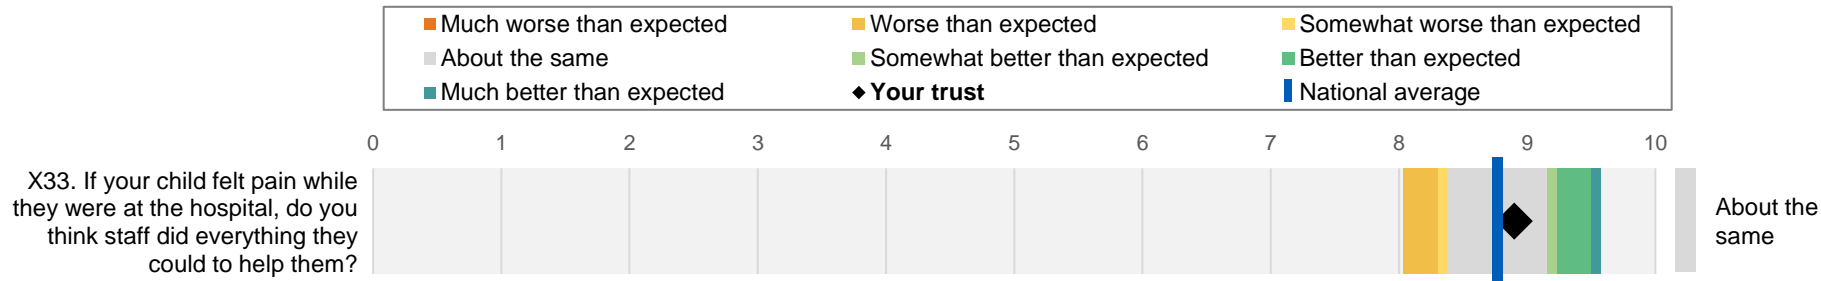 Much worse than expected
Worse than expected
Somewhat worse than expected
About the same
Somewhat better than expected
Better than expected
Much better than expected
Your trust
National average
0 1 2 3 4 5 6 7 8 9 10
X33. If your child felt pain while
they were at the hospital, do you
think staff did everything they
could to help them?
About the
same